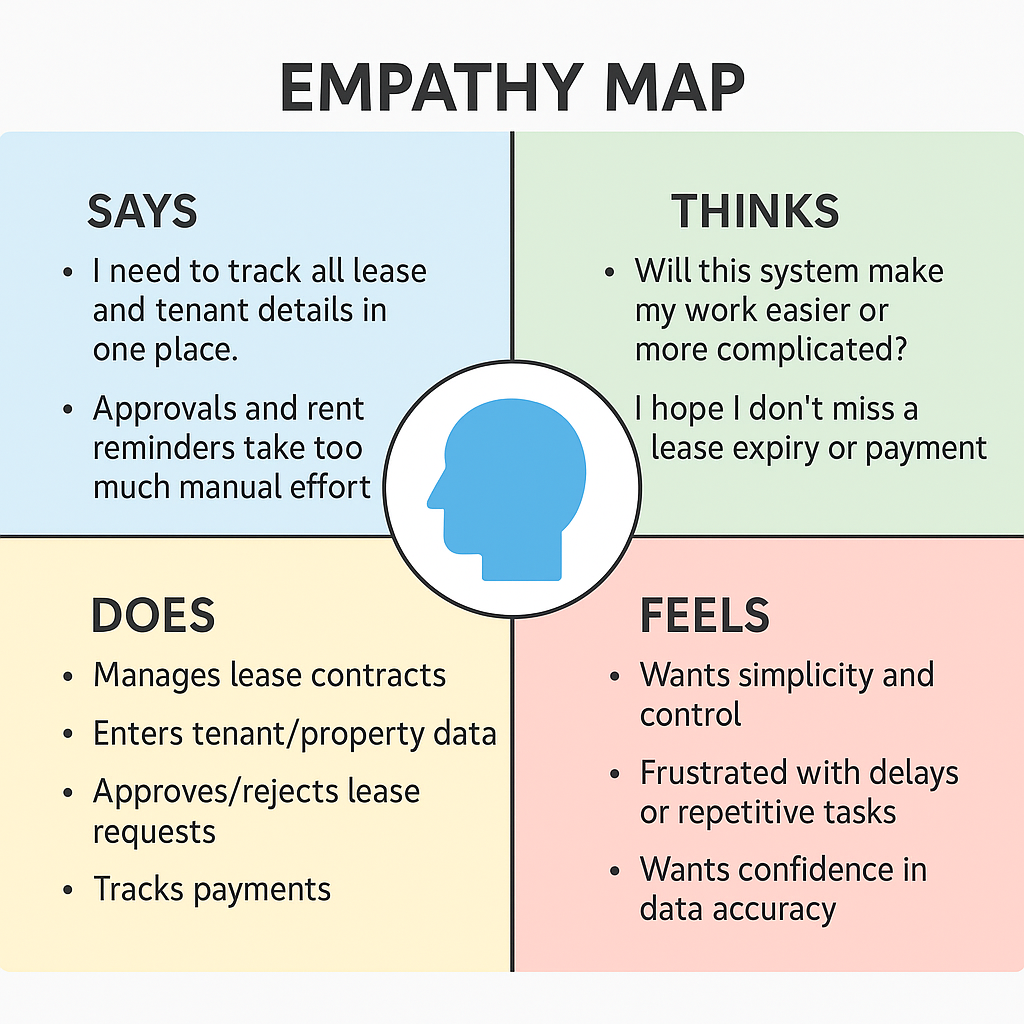 EMPATHY MAP
SAYS
• I need to track all lease
and tenant details in
one place.
• Approvals and rent
reminders take too
much manual effort
THINKS
• Will this system make
my work easier or
more complicated?
I hope I don't miss a
lease expiry or payment
DOES
• Manages lease contracts
• Enters tenant/property data
• Approves/rejects lease
requests
• Tracks payments
FEELS
• Wants simplicity and
control
• Frustrated with delays
or repetitive tasks
• Wants confidence in
data accuracy